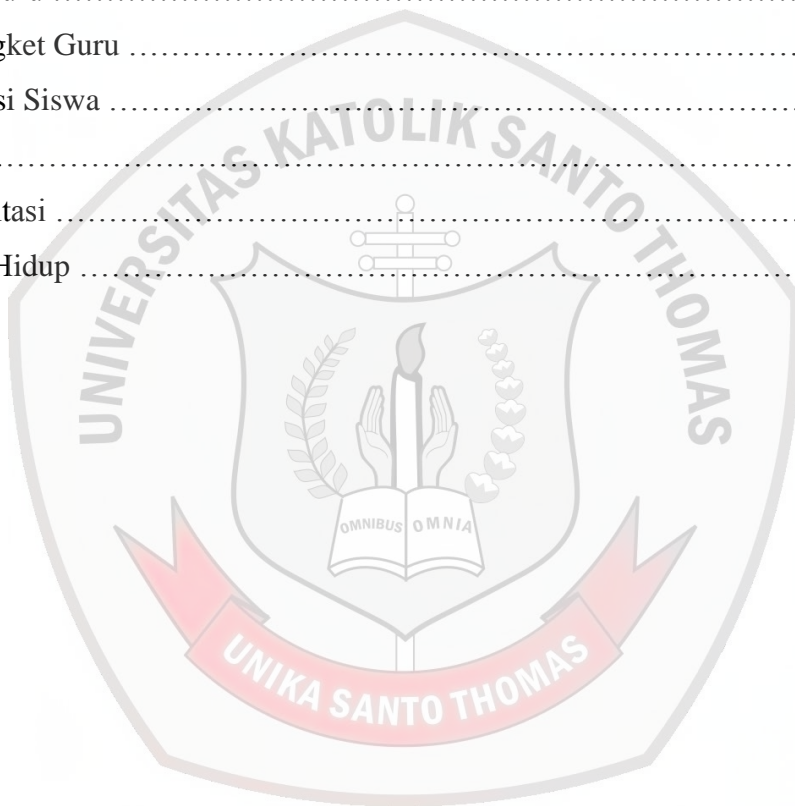 gket Guru ……………………………………………………………
si Siswa ………………………………………………………………
……………………………………………………………………
tasi ……………………………………………………………………
Hidup …………………………………………………………………
UNIVERSITAS KATOLIK SANTO THOMAS
OMNIBUS OMNIA
UNIKA SANTO THOMAS